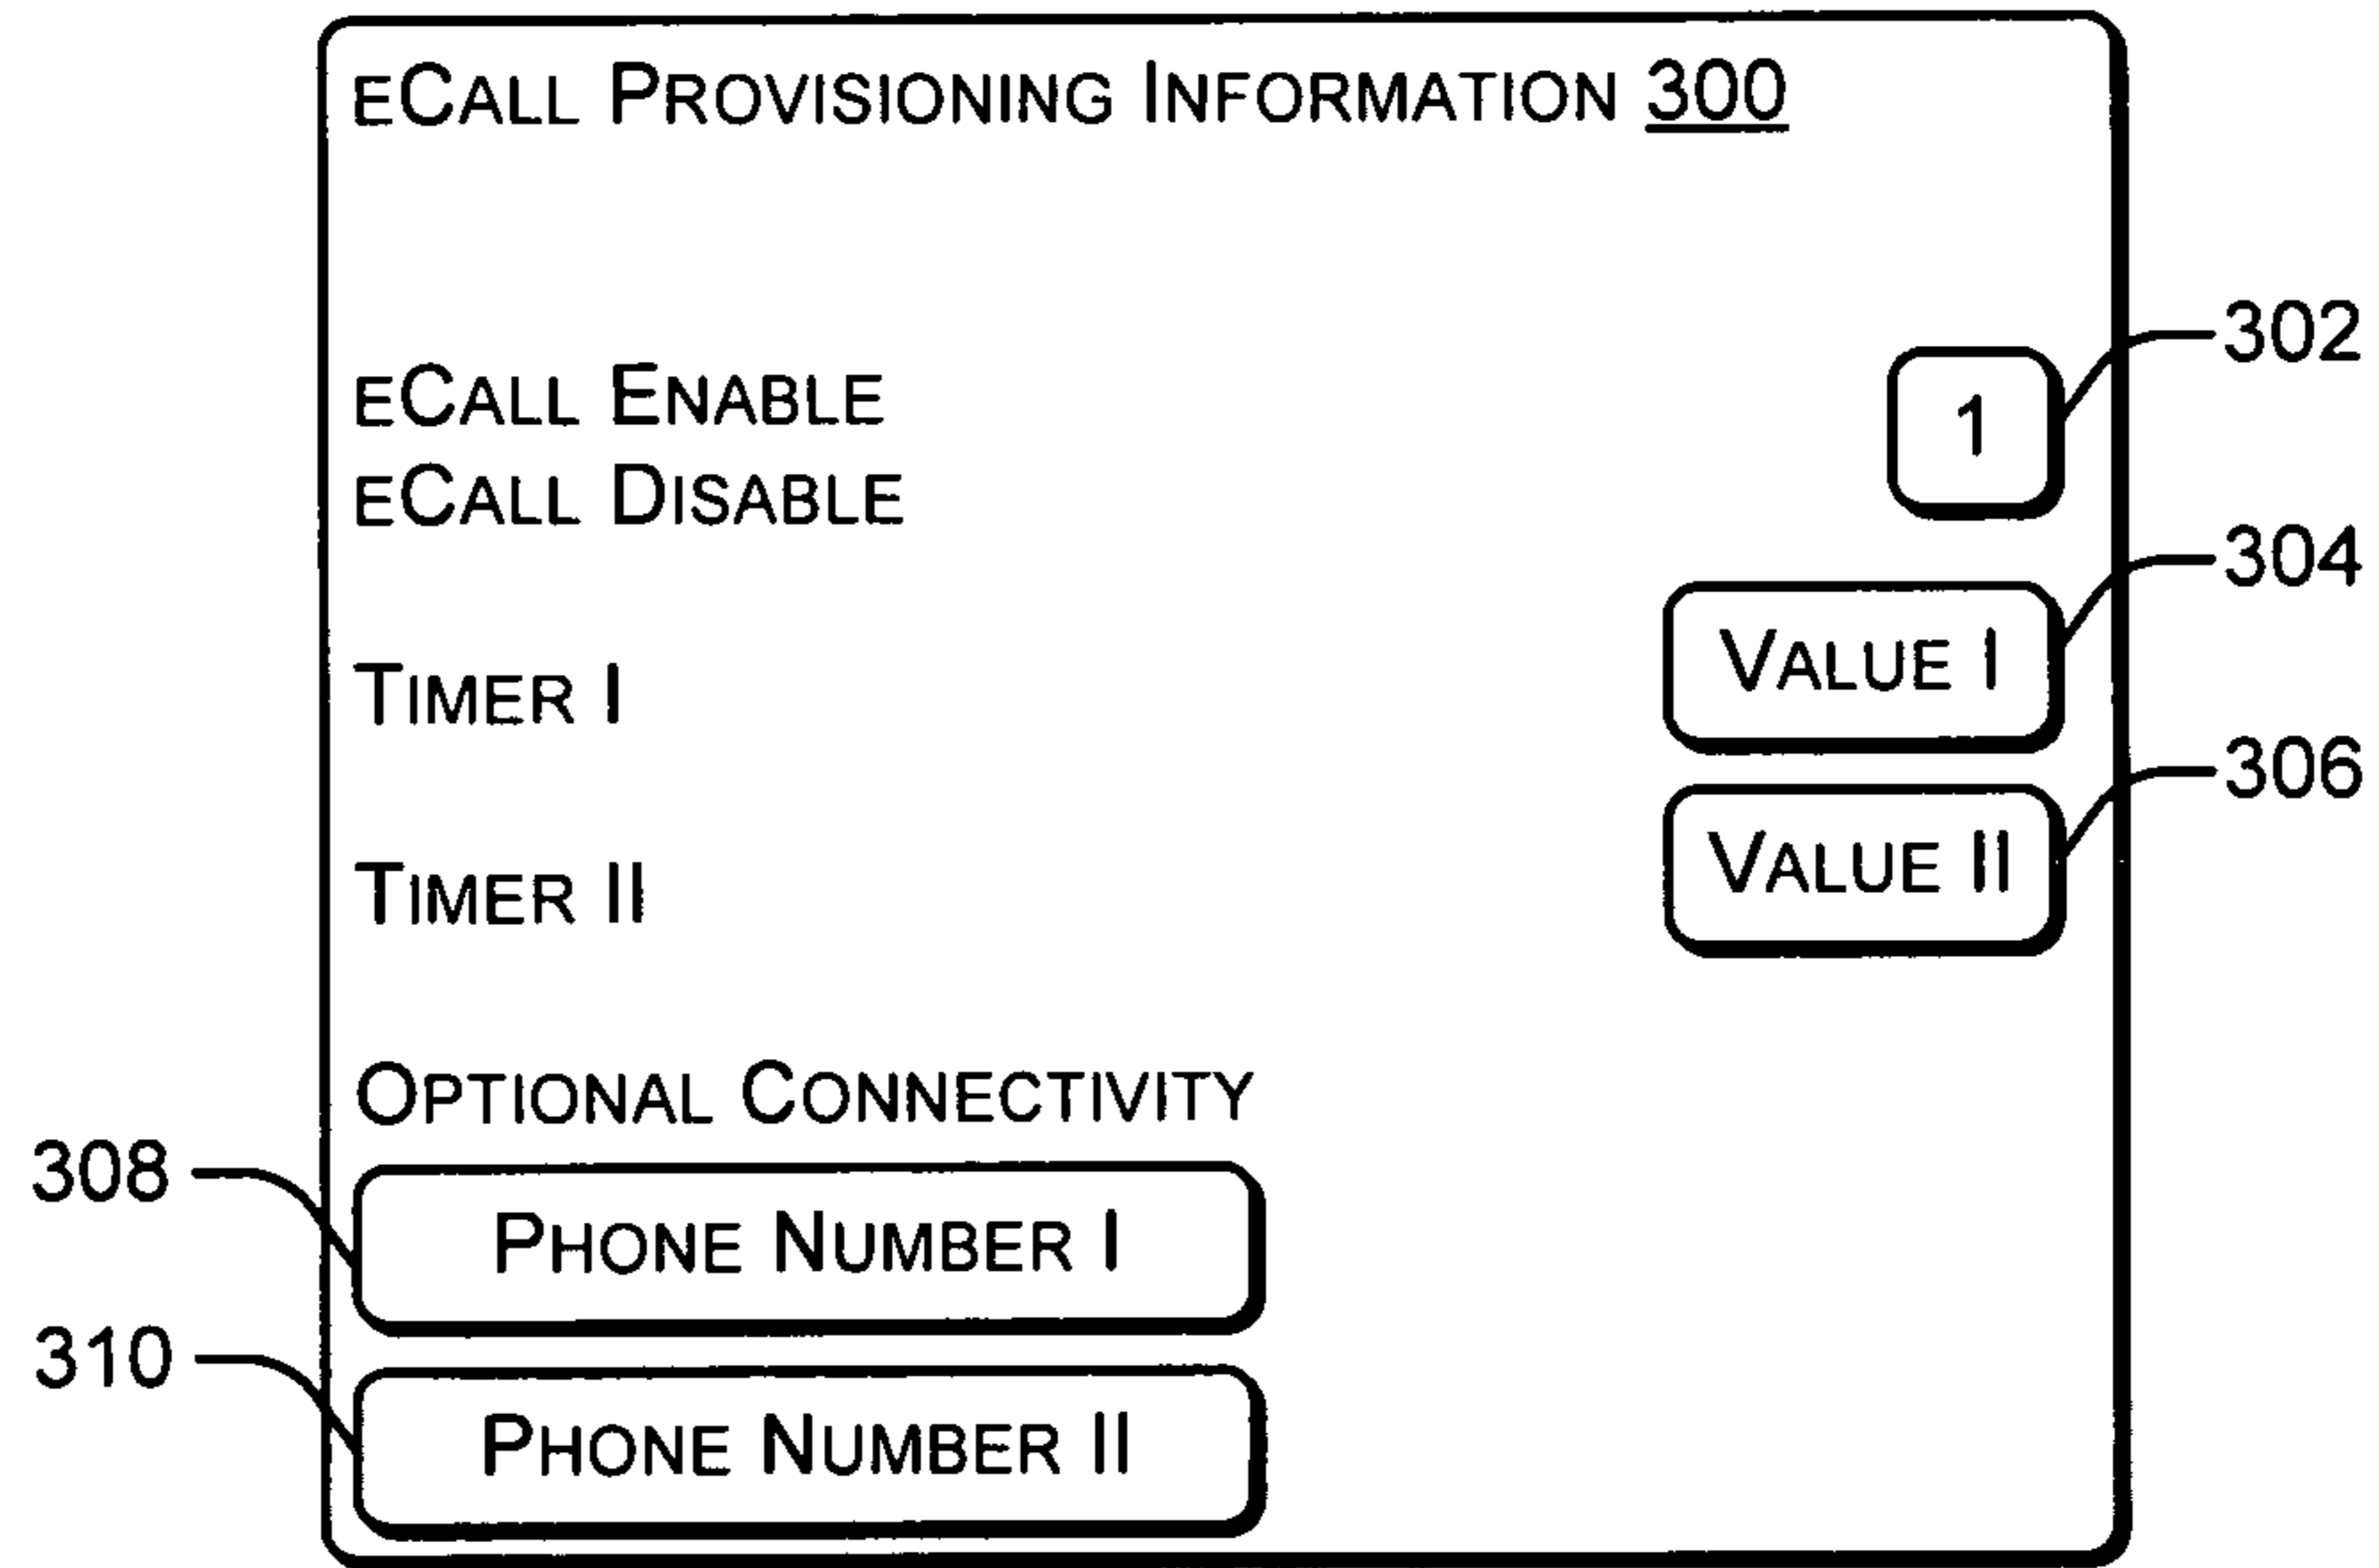 eCall Provisioning Information 300
302
eCall Enable
1
eCall Disable
304
Value I
Timer I
306
Value II
Timer II
Optional Connectivity
308
Phone Number I
310
Phone Number II